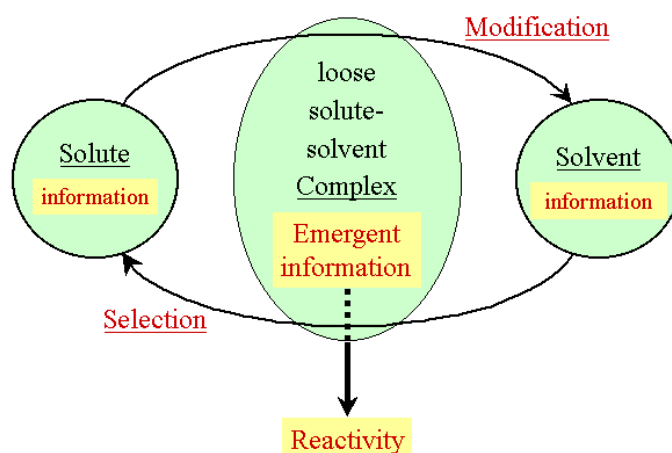 Modification
loose
solute-
solvent
Complex
Solute
information
Solvent
information
Emergent
information
Selection
Reactivity